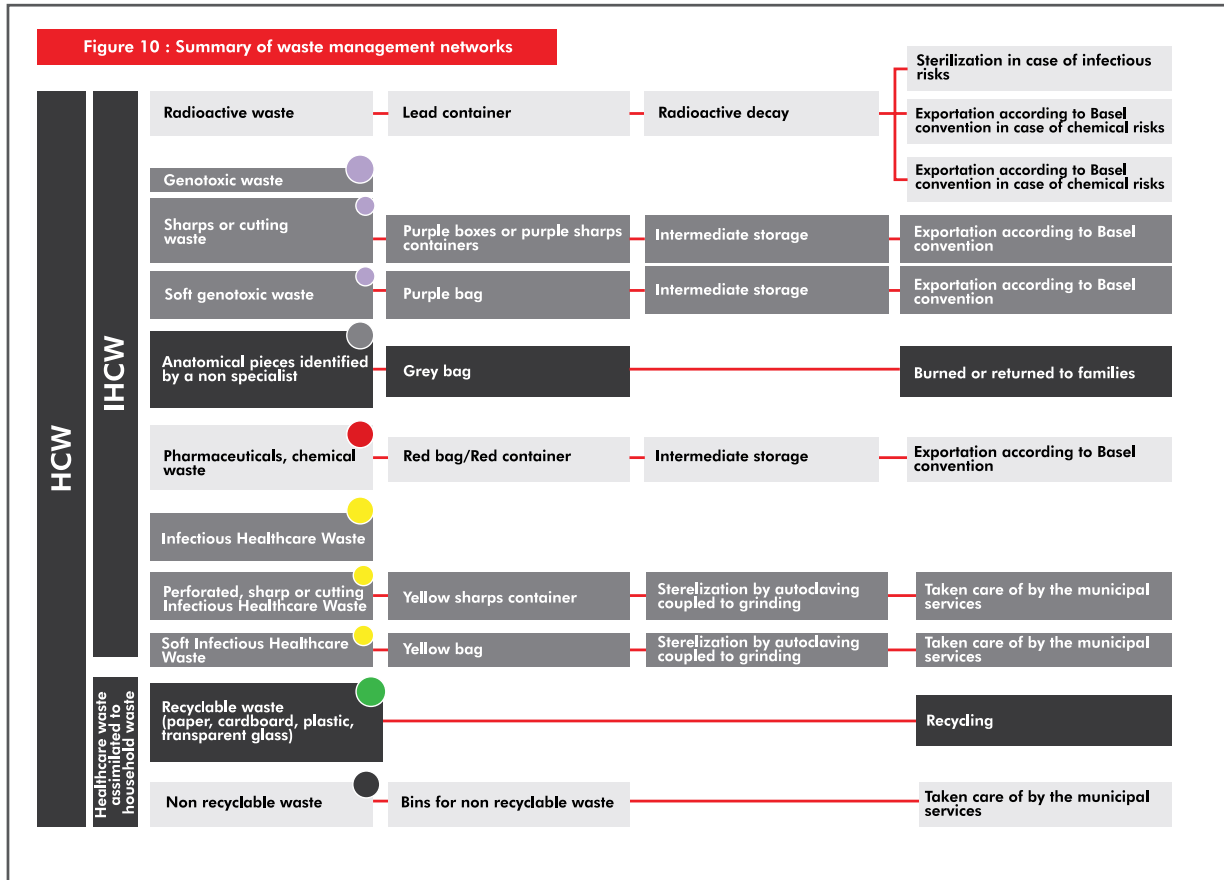 Figure 10 : Summary of waste management networks
HCW
IHCW
Healthcare waste
assimilated to
household waste
Radioactive waste
Lead container
Radioactive decay
Sterilization in case of infectious
risks
Exportation according to Basel
convention in case of chemical risks
Exportation according to Basel
convention in case of chemical risks
Genotoxic waste
Sharps or cutting
waste
Purple boxes or purple sharps
containers
Intermediate storage
Exportation according to Basel
convention
Soft genotoxic waste
Purple bag
Intermediate storage
Exportation according to Basel
convention
Anatomical pieces identified
by a non specialist
Grey bag
Burned or returned to families
Pharmaceuticals, chemical
waste
Red bag/Red container
Intermediate storage
Exportation according to Basel
convention
Infectious Healthcare Waste
Perforated, sharp or cutting
Infectious Healthcare Waste
Yellow sharps container
Sterelization by autoclaving
coupled to grinding
Taken care of by the municipal
services
Soft Infectious Healthcare
Waste
Yellow bag
Sterelization by autoclaving
coupled to grinding
Taken care of by the municipal
services
Recyclable waste
(paper, cardboard, plastic,
transparent glass)
Recycling
Non recyclable waste
Bins for non recyclable waste
Taken care of by the municipal
services